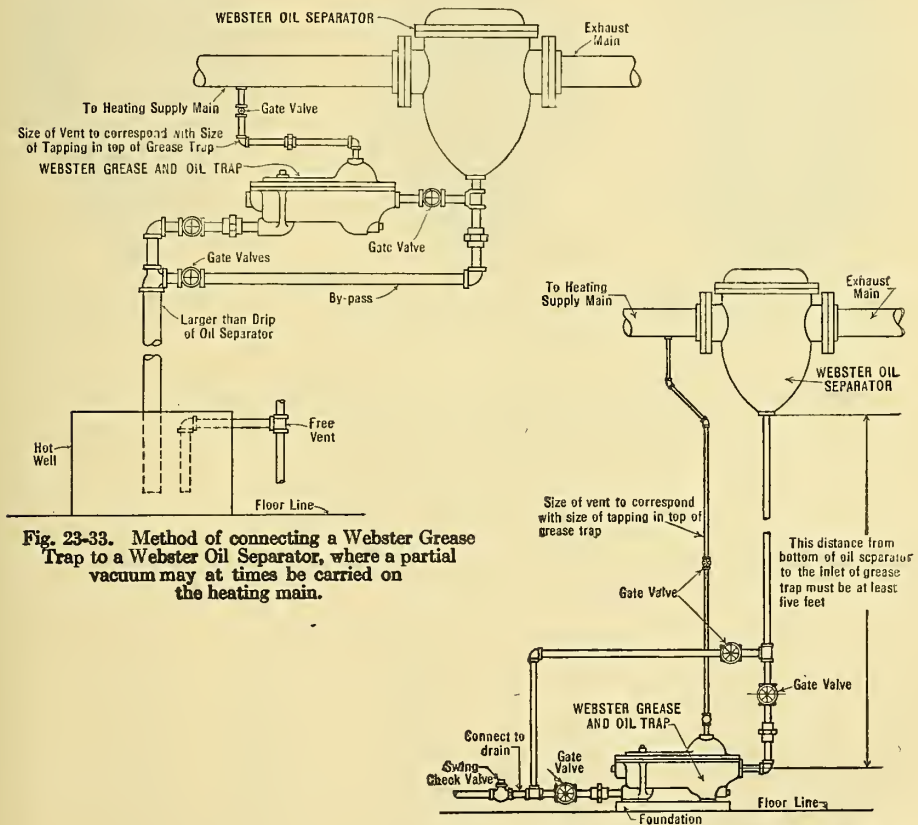 WEBSTER OIL SEPARATOR
Exhaust
Main
To Heating Supply Main
Gate Valve
Size of Vent to correspond with Size
of Tapping in top of Grease Trap
WEBSTER GREASE AND OIL TRAP
Gate Valve
Gate Valves
By-pass
Larger than Drip
of Oil Separator
Hot
Well
Free
Vent
Floor Line
Fig. 23-33. Method of connecting a Webster Grease
Trap to a Webster Oil Separator, where a partial
vacuum may at times be carried on
the heating main.
To Heating
Supply Main
Exhaust
Main
WEBSTER OIL
SEPARATOR
Size of vent to correspond
with size of tapping in top of
grease trap
This distance from
bottom of oil separator
to the inlet of grease
trap must be at least
five feet
Gate Valve
Gate Valve
WEBSTER GREASE
AND OIL TRAP
Connect to
drain
Swing
Check Valve
Gate
Valve
Floor Line
Foundation